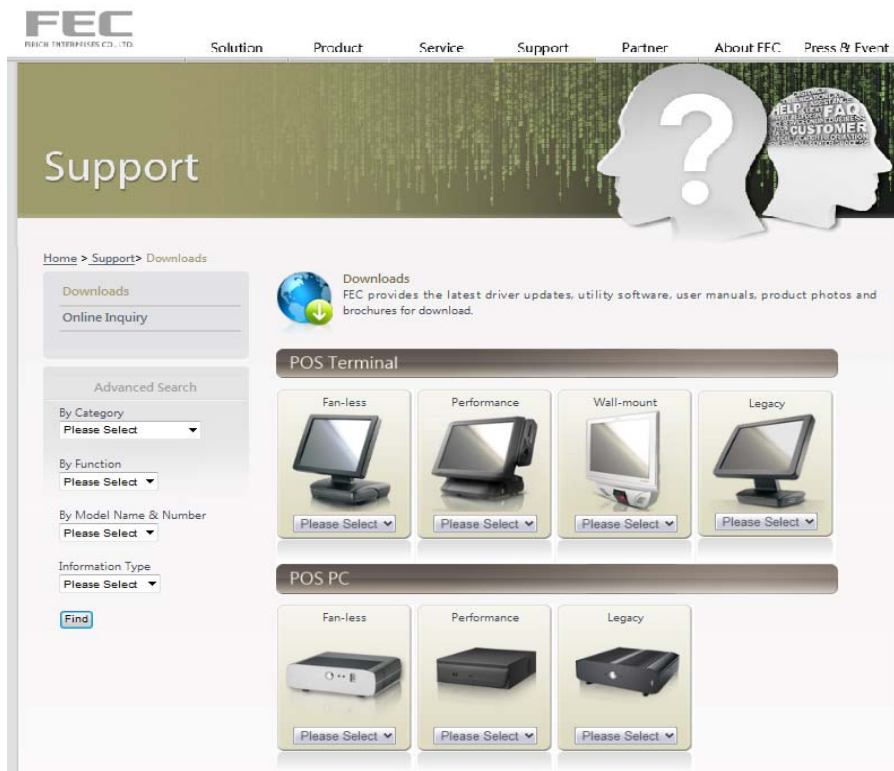 FEC
FIRICH ENTERPRISES CO., LTD.
Solution Product Service Support Partner About FEC Press & Event
Support
?
HELP
FAQ
CUSTOMER
Home > Support> Downloads
Downloads
Online Inquiry
Advanced Search
By Category
Please Select
By Function
Please Select
By Model Name & Number
Please Select
Information Type
Please Select
Find
Downloads
FEC provides the latest driver updates, utility software, user manuals, product photos and
brochures for download.
POS Terminal
Fan-less Performance Wall-mount Legacy
Please Select Please Select Please Select Please Select
POS PC
Fan-less Performance Legacy
Please Select Please Select Please Select